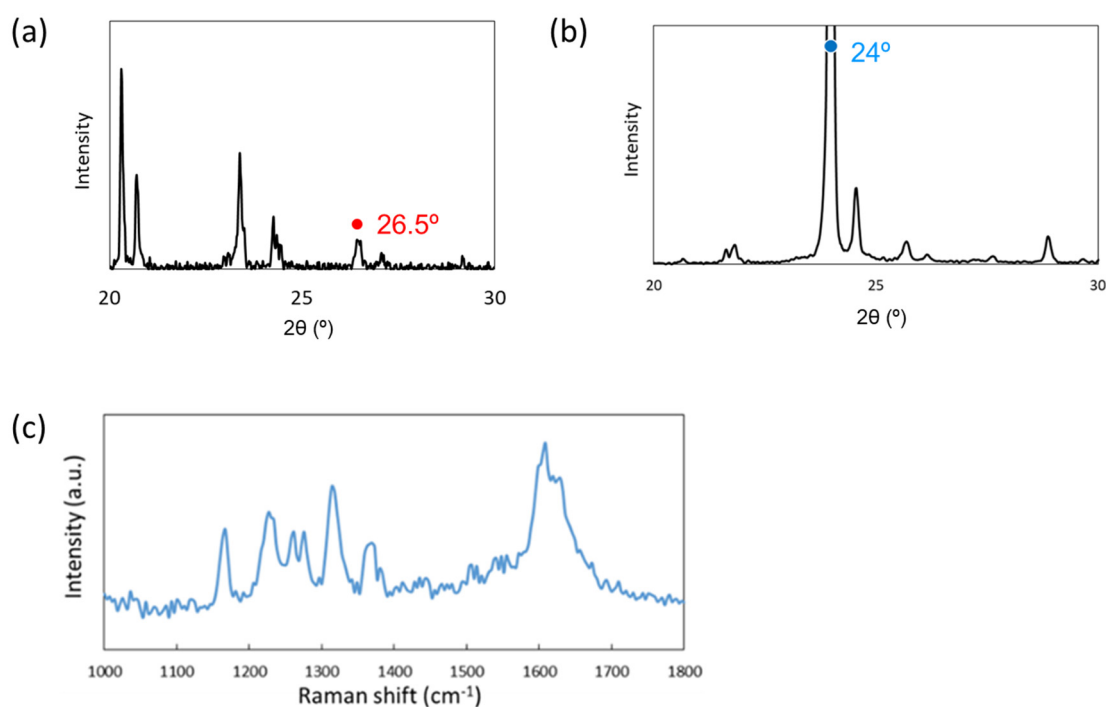 (a)
Intensity
26.5º
20
25
30
2θ (º)
(b)
Intensity
24º
20
25
30
2θ (º)
(c)
Intensity (a.u.)
1000
1100
1200
1300
1400
1500
1600
1700
1800
Raman shift (cm⁻¹)